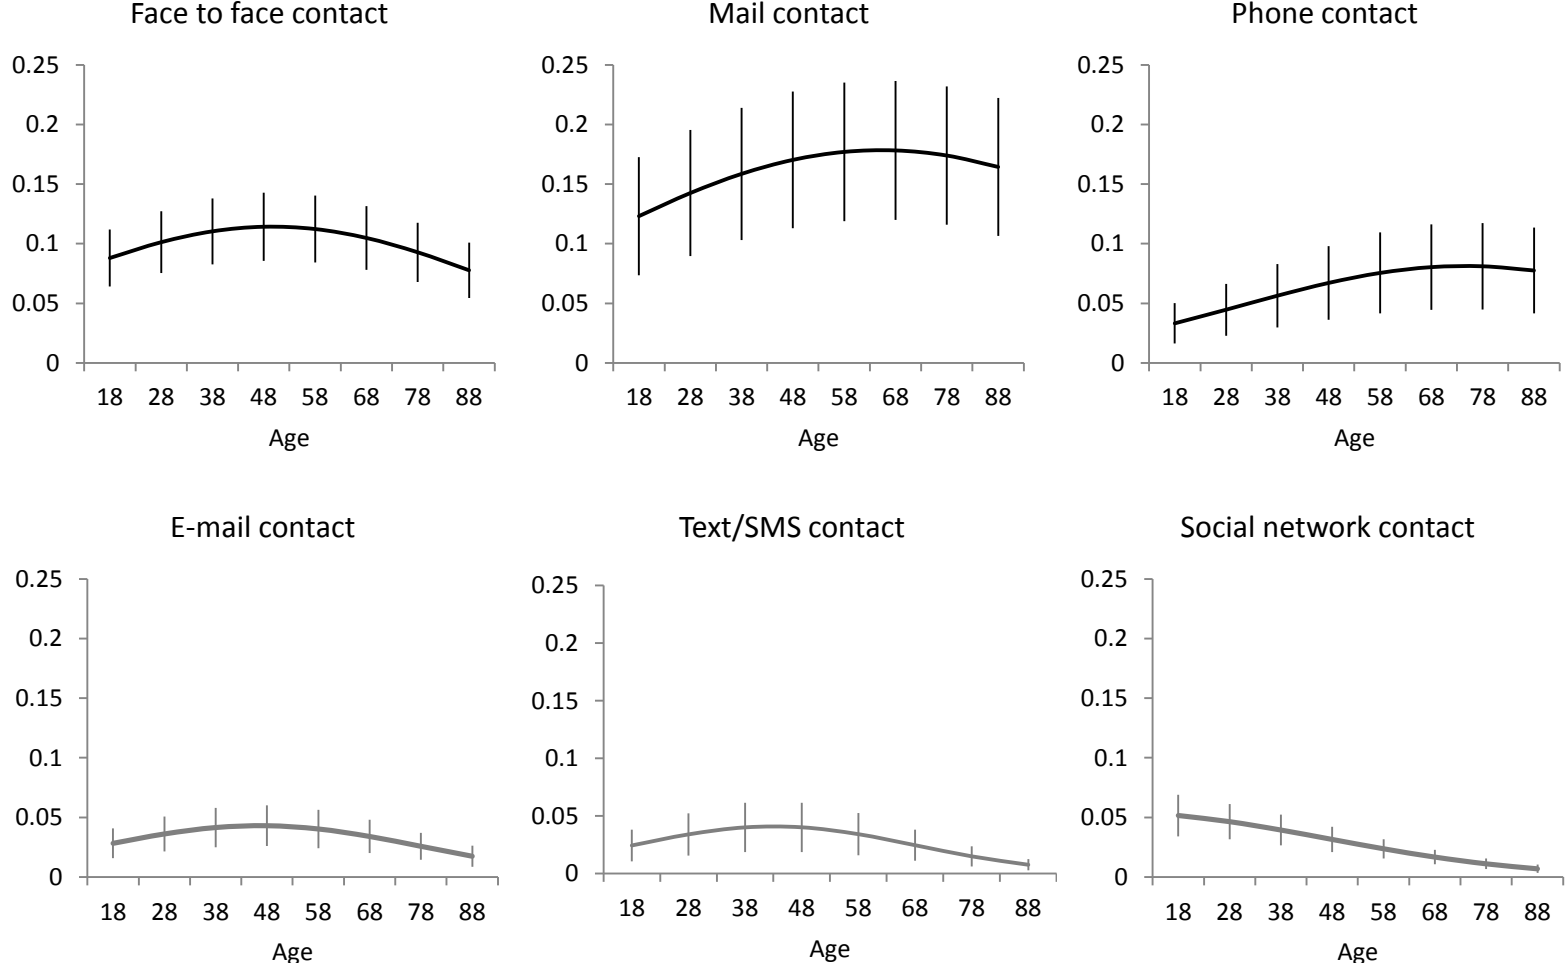 Face to face contact
Mail contact
Phone contact
0.25
0.2
0.15
0.1
0.05
0
18 28 38 48 58 68 78 88
Age
0.25
0.2
0.15
0.1
0.05
0
18 28 38 48 58 68 78 88
Age
0.25
0.2
0.15
0.1
0.05
0
18 28 38 48 58 68 78 88
Age
E-mail contact
Text/SMS contact
Social network contact
0.25
0.2
0.15
0.1
0.05
0
18 28 38 48 58 68 78 88
Age
0.25
0.2
0.15
0.1
0.05
0
18 28 38 48 58 68 78 88
Age
0.25
0.2
0.15
0.1
0.05
0
18 28 38 48 58 68 78 88
Age